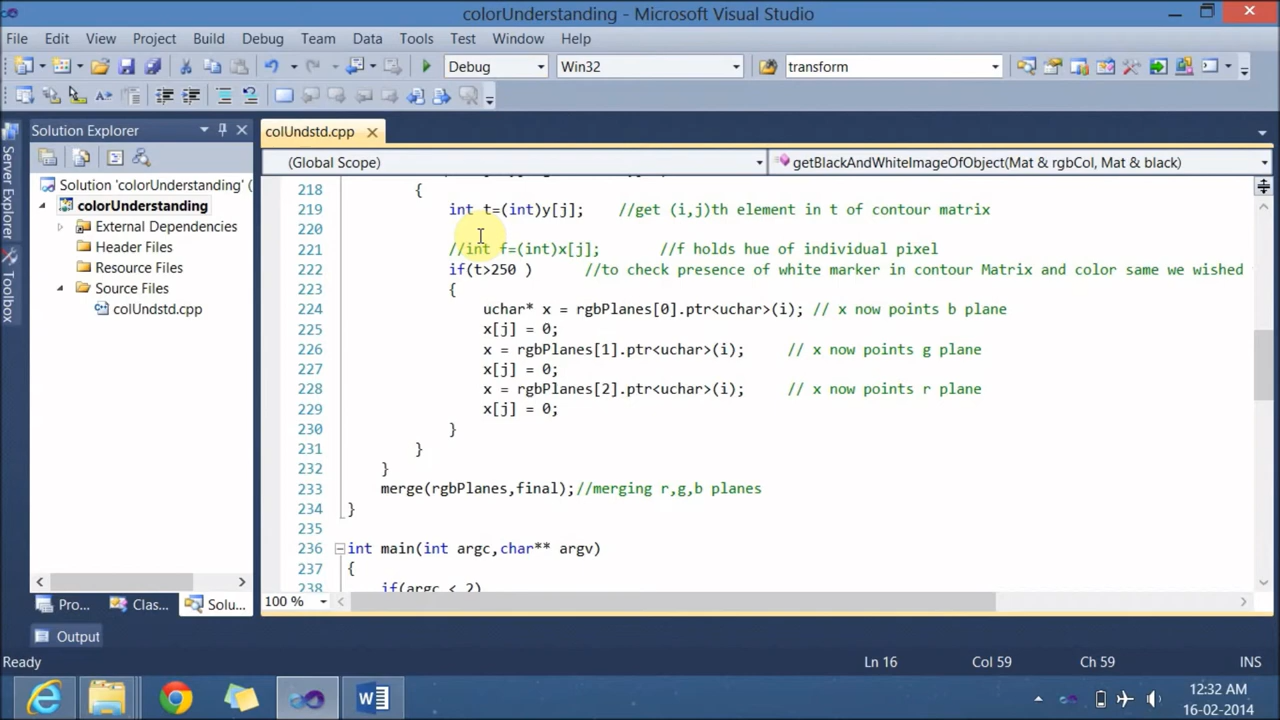 colorUnderstanding - Microsoft Visual Studio
File Edit View Project Build Debug Team Data Tools Test Window Help
Debug Win32 transform
Solution Explorer
colUndstd.cpp
(Global Scope) getBlackAndWhiteImageOfObject(Mat & rgbCol, Mat & black)
Server Explorer
Toolbox
Solution 'colorUnderstanding' (
colorUnderstanding
External Dependencies
Header Files
Resource Files
Source Files
colUndstd.cpp
218 {
219 int t=(int)y[j]; //get (i,j)th element in t of contour matrix
220
221 //int f=(int)x[j]; //f holds hue of individual pixel
222 if(t>250 ) //to check presence of white marker in contour Matrix and color same we wished
223 {
224 uchar* x = rgbPlanes[0].ptr<uchar>(i); // x now points b plane
225 x[j] = 0;
226 x = rgbPlanes[1].ptr<uchar>(i); // x now points g plane
227 x[j] = 0;
228 x = rgbPlanes[2].ptr<uchar>(i); // x now points r plane
229 x[j] = 0;
230 }
231 }
232 }
233 merge(rgbPlanes,final);//merging r,g,b planes
234 }
235
236 int main(int argc,char** argv)
237 {
238 if(argc < 2)
100 %
Pro... Clas... Solu...
Output
Ready Ln 16 Col 59 Ch 59 INS
12:32 AM
16-02-2014